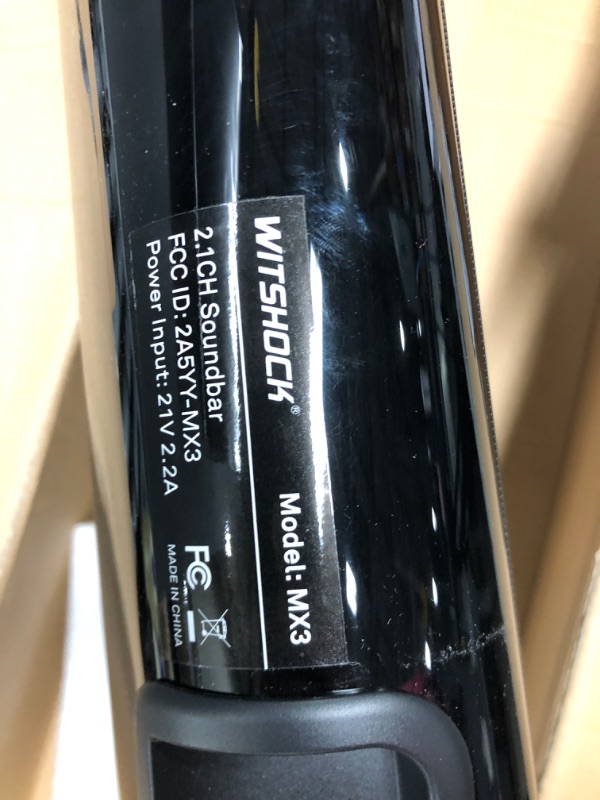 WITSHOCK®
Model: MX3
2.1CH Soundbar
FCC ID: 2A5YY-MX3
Power Input: 21V 2.2A
FC
MADE IN CHINA